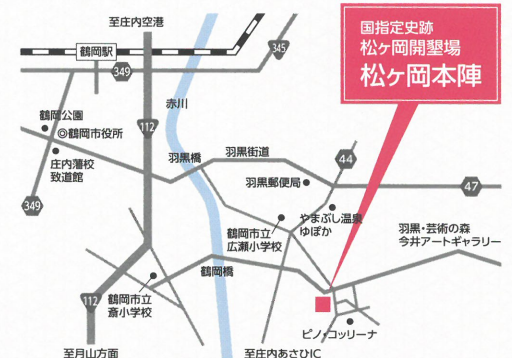 至庄内空港
国指定史跡
松ヶ岡開墾場
松ヶ岡本陣
鶴岡駅
345
349
赤川
鶴岡公園
◎鶴岡市役所
112
庄内藩校
致道館
羽黒橋
羽黒街道
44
羽黒郵便局
47
349
やまぶし温泉
ゆぽか
鶴岡市立
広瀬小学校
羽黒・芸術の森
今井アートギャラリー
鶴岡橋
112
鶴岡市立
斎小学校
ピノ・コッリーナ
至月山方面
至庄内あさひIC